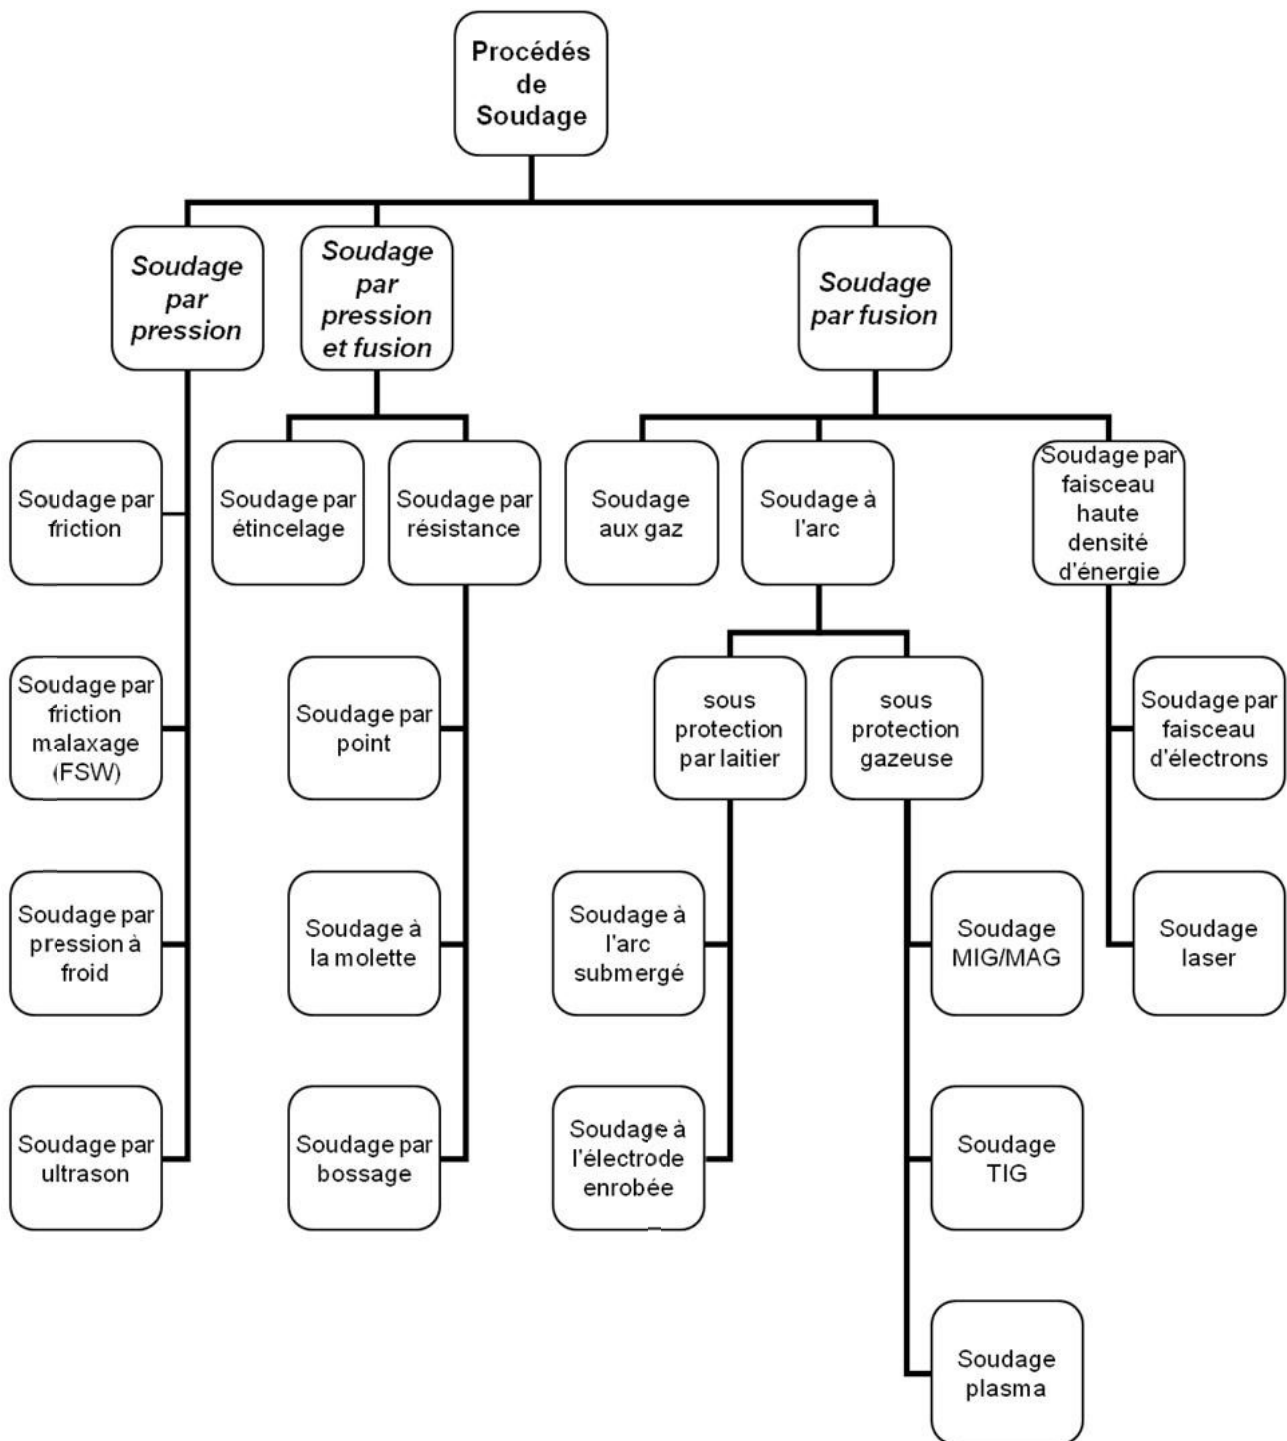 Procédés
de
Soudage
Soudage
par
pression
Soudage
par
pression
et fusion
Soudage
par fusion
Soudage par
friction
Soudage par
étincelage
Soudage par
résistance
Soudage
aux gaz
Soudage à
l'arc
Soudage par
faisceau
haute
densité
d'énergie
Soudage par
friction
malaxage
(FSW)
Soudage par
point
sous
protection
par laitier
sous
protection
gazeuse
Soudage par
faisceau
d'électrons
Soudage par
pression à
froid
Soudage à
la molette
Soudage à
l'arc
submergé
Soudage
MIG/MAG
Soudage
laser
Soudage par
ultrason
Soudage par
bossage
Soudage à
l'électrode
enrobée
Soudage
TIG
Soudage
plasma